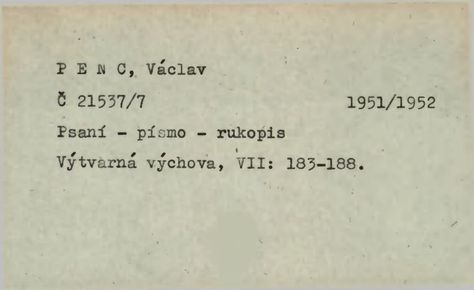 P E N C, Václav
Č 21537/7 1951/1952
Psaní - písmo - rukopis
Výtvarná výchova, VII: 183-188.